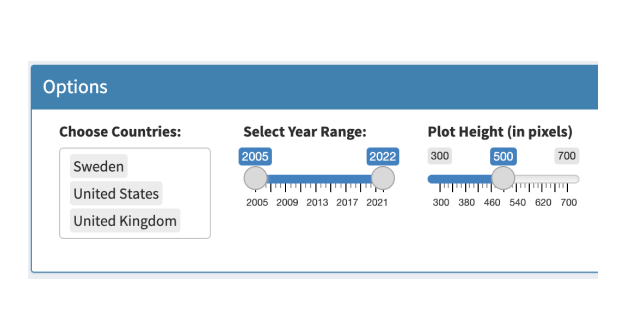 Options
Choose Countries:
Sweden
United States
United Kingdom
Select Year Range:
2005 2022
2005 2009 2013 2017 2021
Plot Height (in pixels)
300 500 700
300 380 460 540 620 700